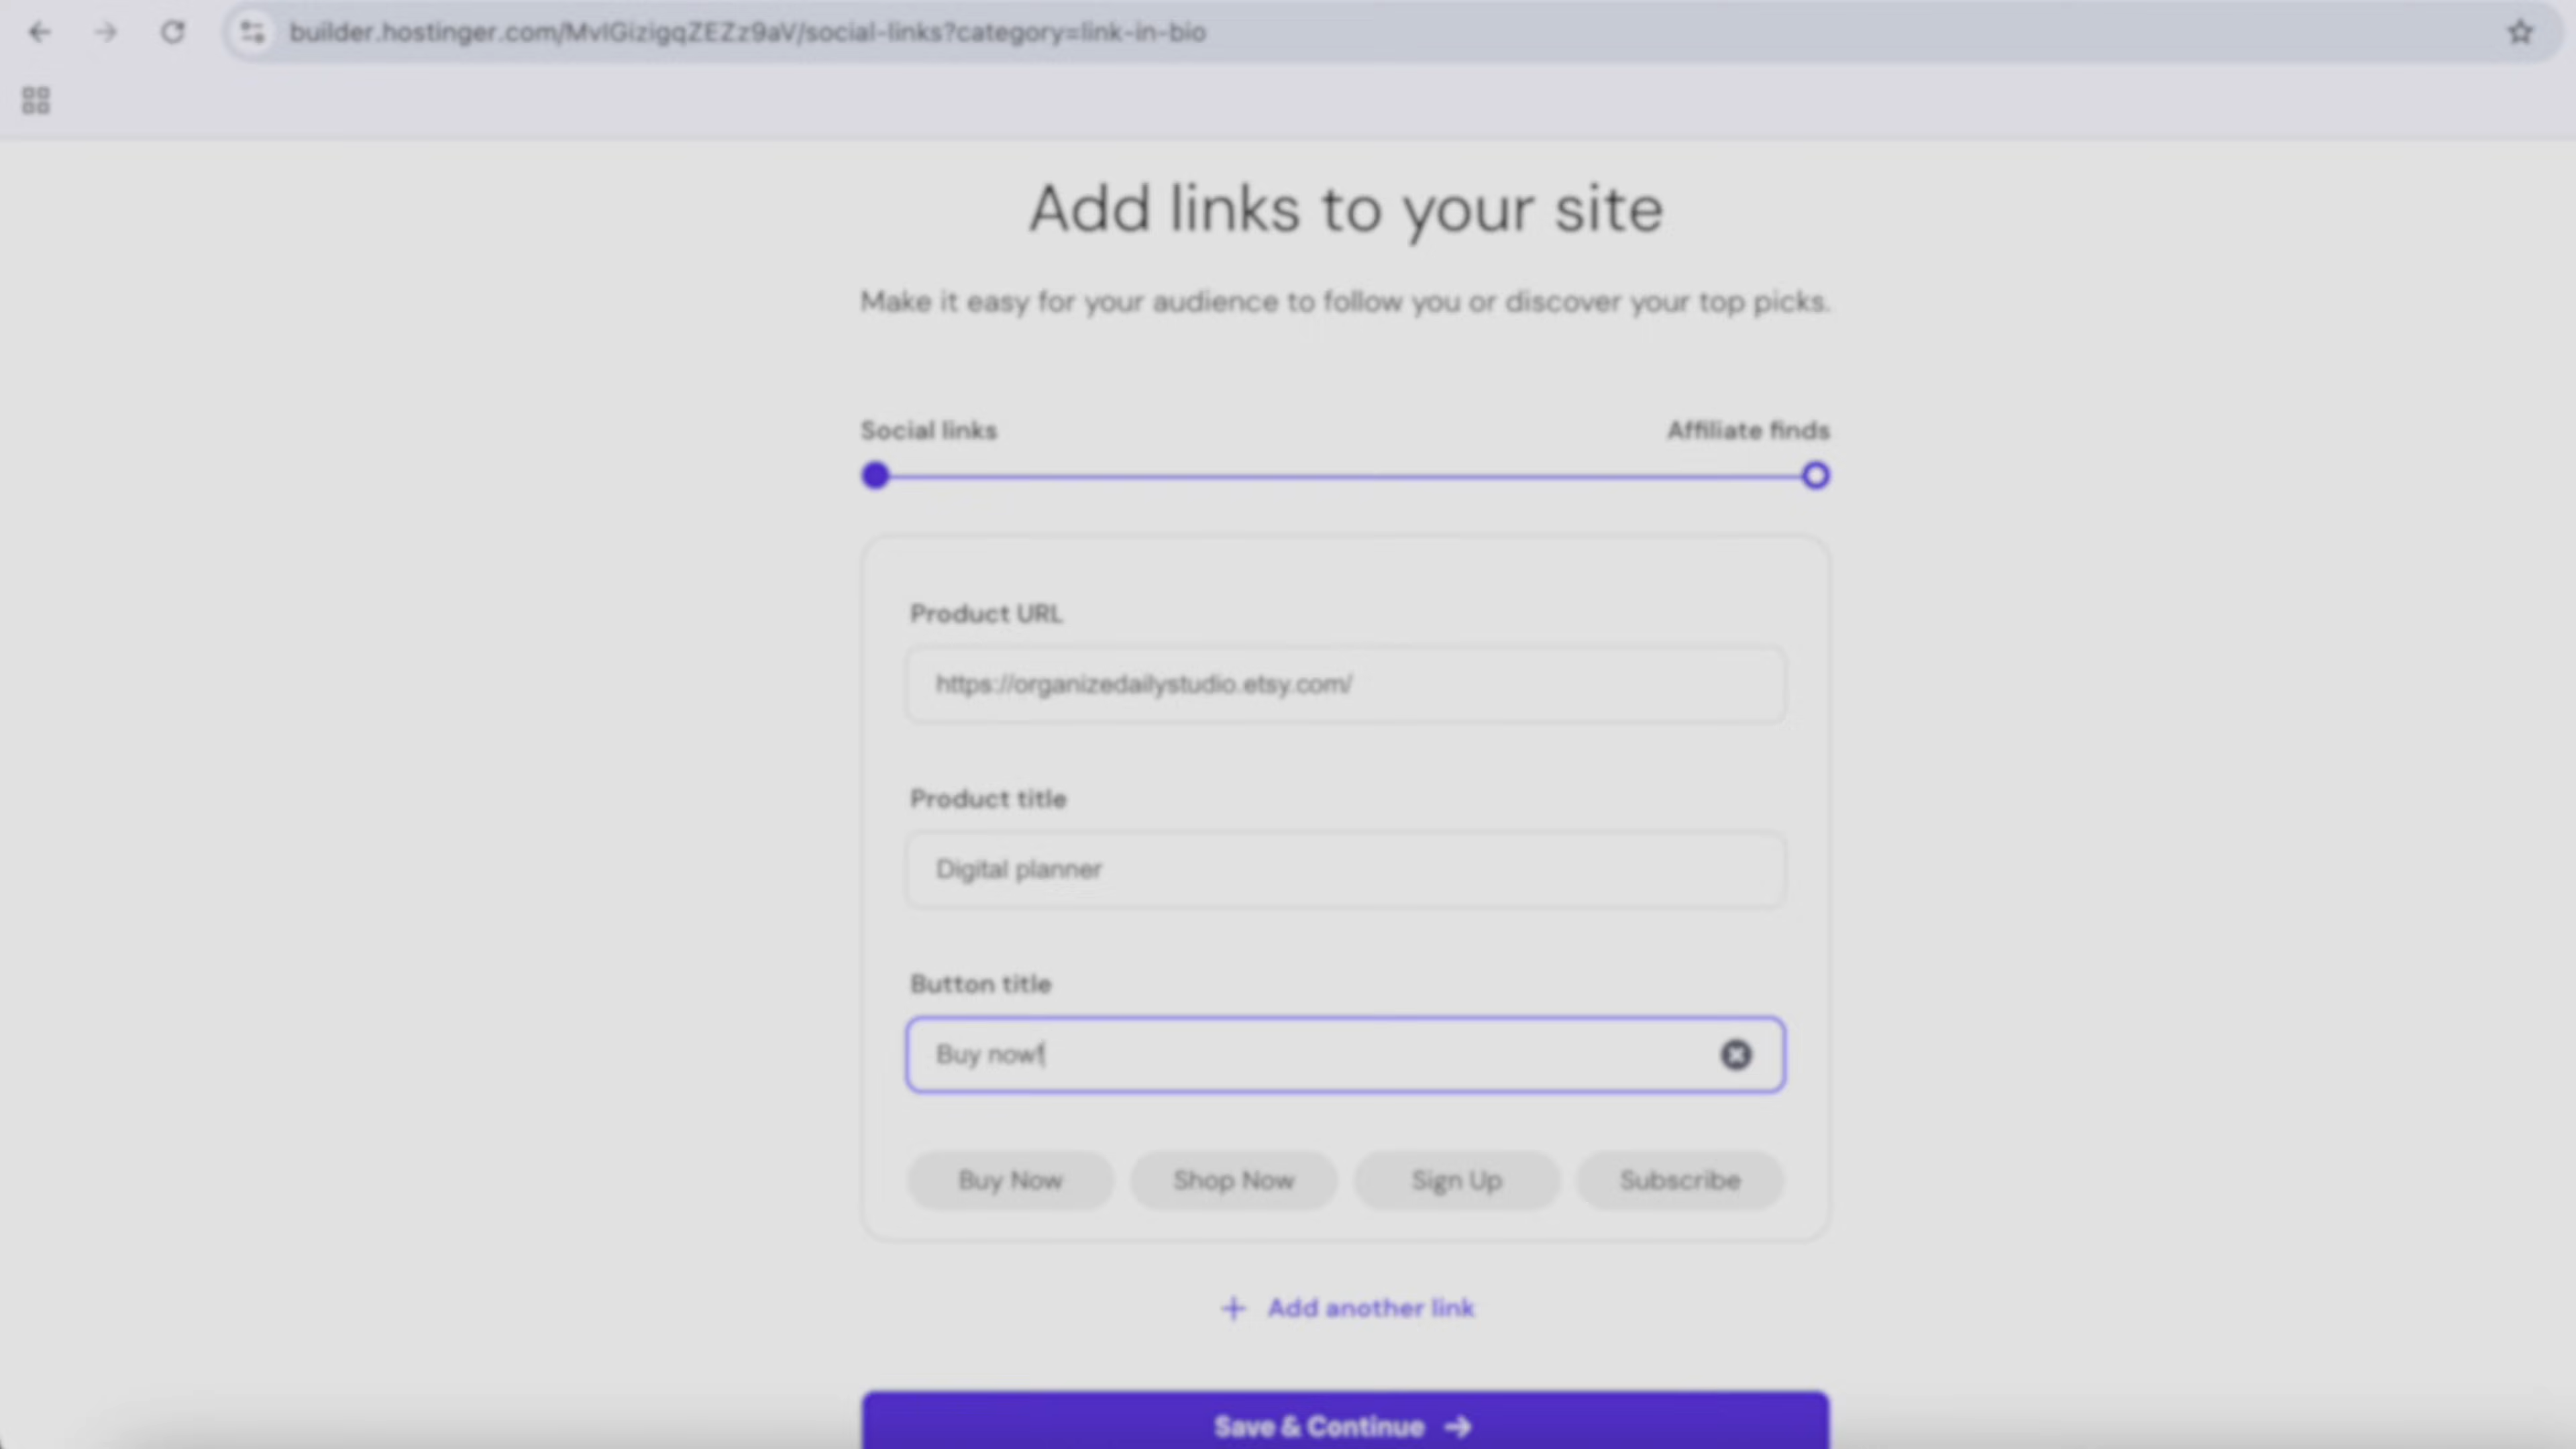 builder.hostinger.com/MvlGizigqZEZz9aV/social-links?category=link-in-bio
Add links to your site
Make it easy for your audience to follow you or discover your top picks.
Social links
Affiliate finds
Product URL
https://organizedailystudio.etsy.com/
Product title
Digital planner
Button title
Buy now!
Buy Now
Shop Now
Sign Up
Subscribe
+ Add another link
Save & Continue →